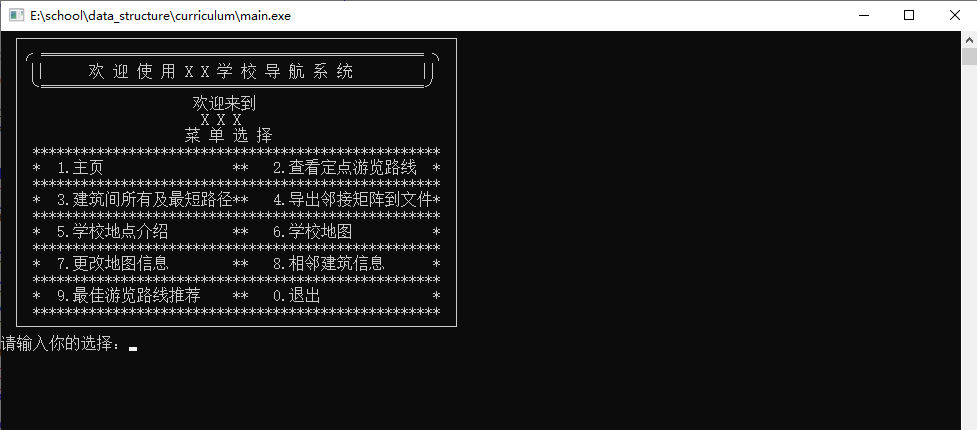 E:\school\data_structure\curriculum\main.exe
欢 迎 使 用 X X 学 校 导 航 系 统
欢迎来到
X X X
菜 单 选 择
***************************************************
* 1.主页 ** 2.查看定点游览路线 *
***************************************************
* 3.建筑间所有及最短路径** 4.导出邻接矩阵到文件*
***************************************************
* 5.学校地点介绍 ** 6.学校地图 *
***************************************************
* 7.更改地图信息 ** 8.相邻建筑信息 *
***************************************************
* 9.最佳游览路线推荐 ** 0.退出 *
***************************************************
请输入你的选择：